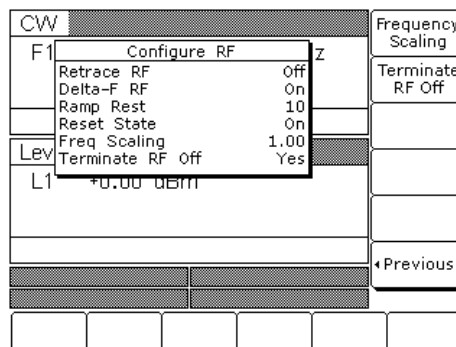 CW
F1 z
Configure RF
Retrace RF Off
Delta-F RF On
Ramp Rest 10
Reset State On
Freq Scaling 1.00
Terminate RF Off Yes
Lev
L1 +0.00 dBm
Frequency
Scaling
Terminate
RF Off
Previous